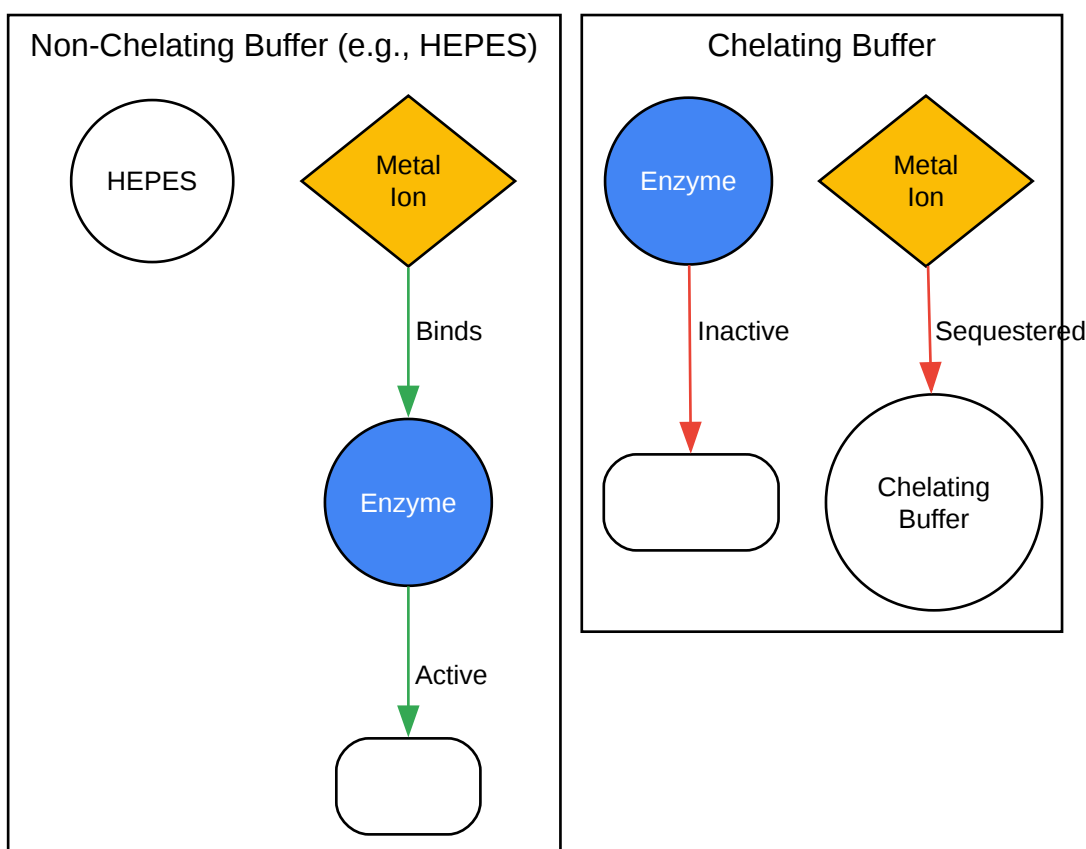 Non-Chelating Buffer (e.g., HEPES)
HEPES
Metal
Ion
Binds
Enzyme
Active
Chelating Buffer
Enzyme
Metal
Ion
Inactive
Sequestered
Chelating
Buffer